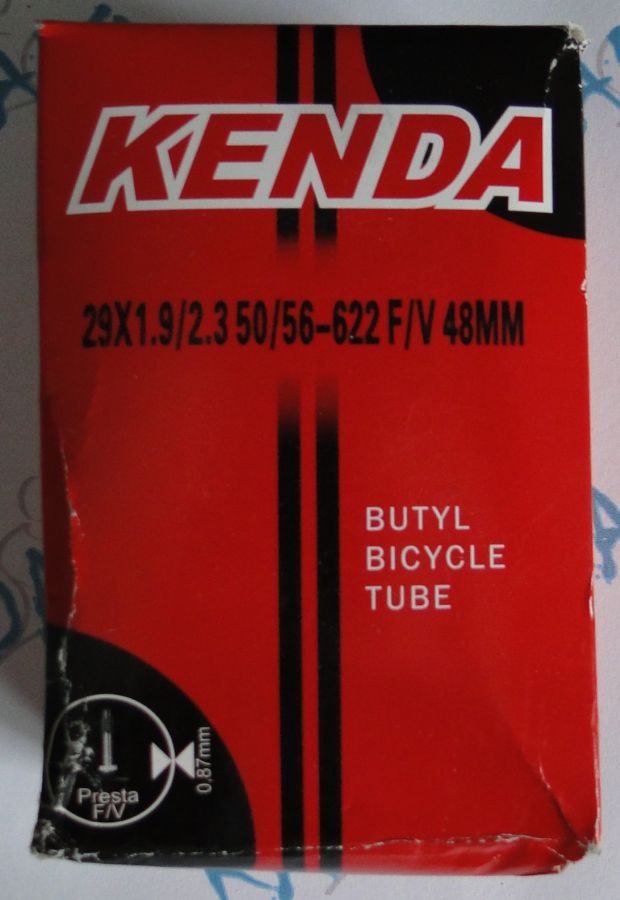 KENDA
29X1.9/2.3 50/56-622 F/V 48MM
BUTYL
BICYCLE
TUBE
Presta
F/V
0,87mm